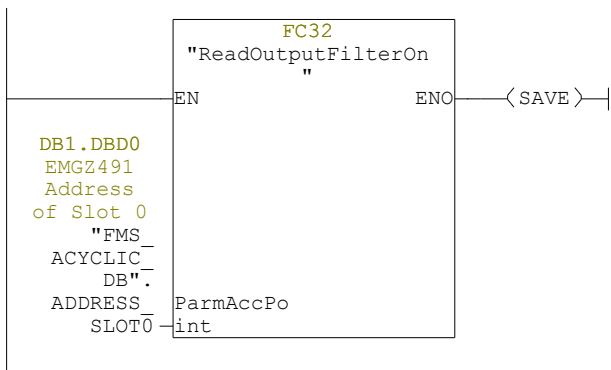 FC32
"ReadOutputFilterOn
"
EN
ENO
SAVE
DB1.DBD0
EMGZ491
Address
of Slot 0
"FMS_
ACYCLIC_
DB".
ADDRESS_
SLOT0
ParmAccPo
int